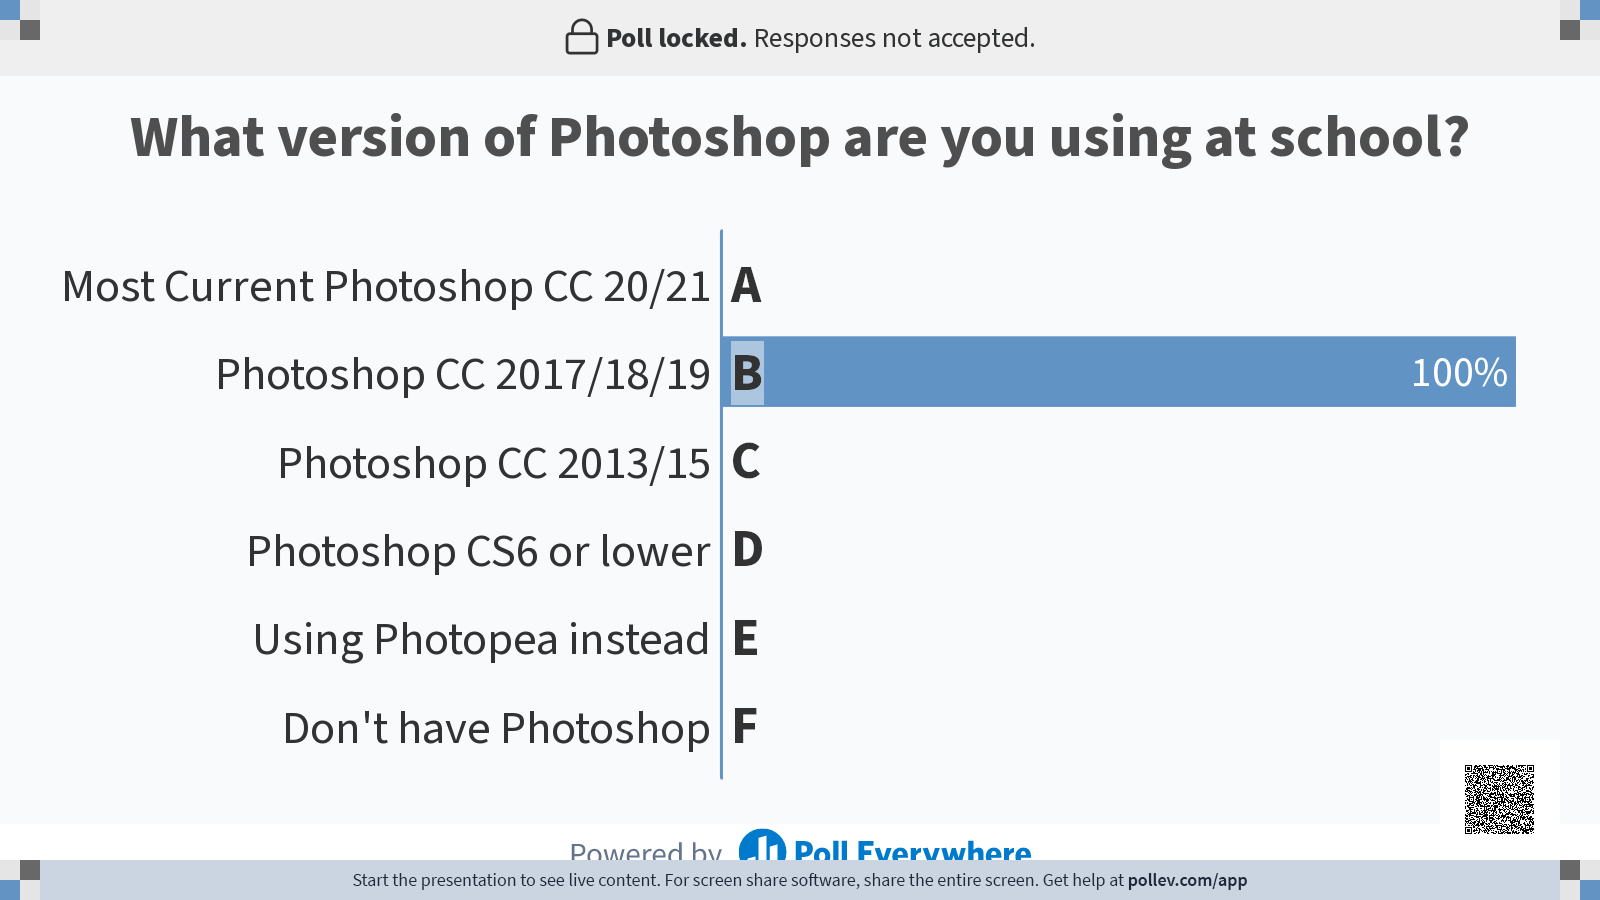 Poll locked. Responses not accepted.
What version of Photoshop are you using at school?
Most Current Photoshop CC 20/21 A
Photoshop CC 2017/18/19 B 100%
Photoshop CC 2013/15 C
Photoshop CS6 or lower D
Using Photopea instead E
Don't have Photoshop F
Powered by Poll Everywhere
Start the presentation to see live content. For screen share software, share the entire screen. Get help at pollev.com/app